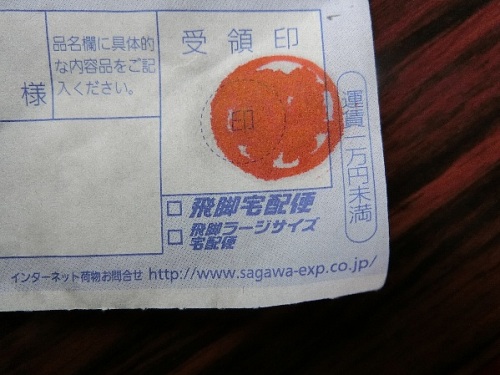 品名欄に具体的
な内容品をご記
入ください。
様
受領印
印
運賃一万円未満
□ 飛脚宅配便
□ 飛脚ラージサイズ
宅配便
インターネット荷物お問合せ http://www.sagawa-exp.co.jp/